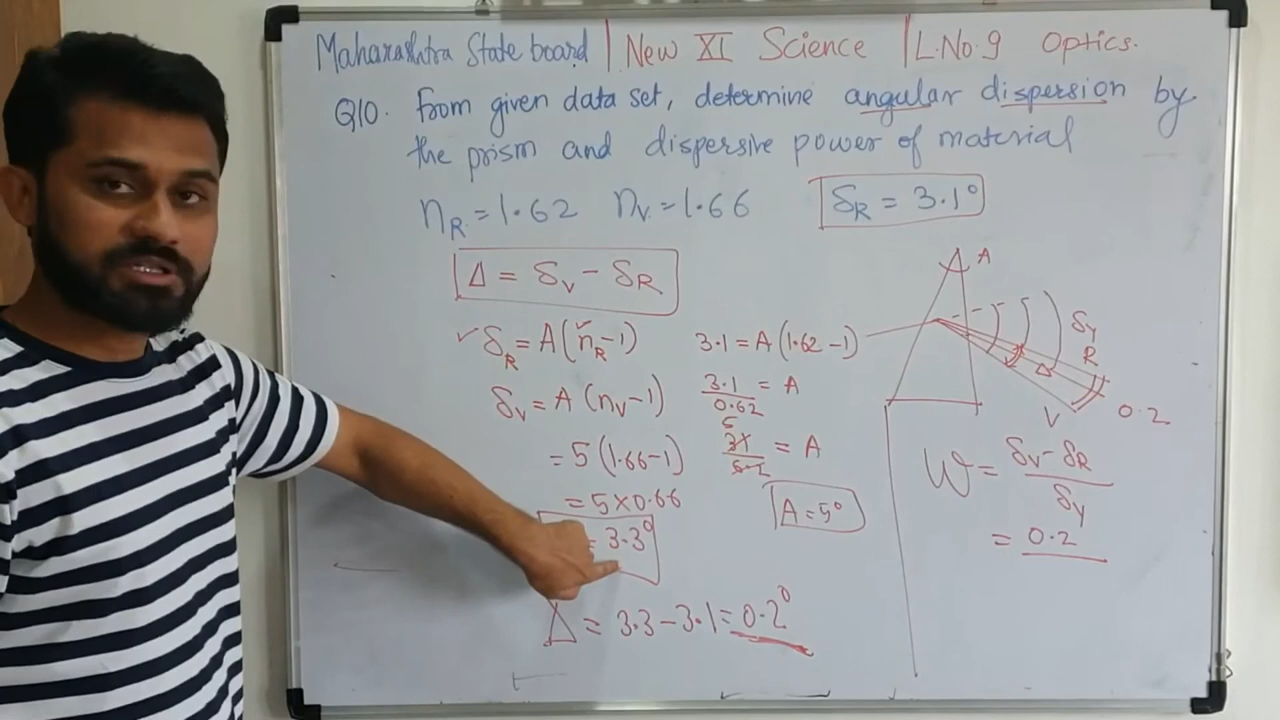 Maharashtra State board | New XI Science | L.No.9 Optics.
Q10. From given data set, determine angular dispersion by
the prism and dispersive power of material
nR = 1.62 nV = 1.66 δR = 3.1°
Δ = δV − δR
✓ δR = A(nR−1)
δV = A (nV−1)
= 5 (1.66−1)
= 5×0.66
= 3.3°
Δ = 3.3−3.1 = 0.2°
3.1 = A(1.62−1)
3.1/0.62 = A
= A
A = 5°
A
δY
R
Δ
V
0.2
W = δV−δR / δY
= 0.2